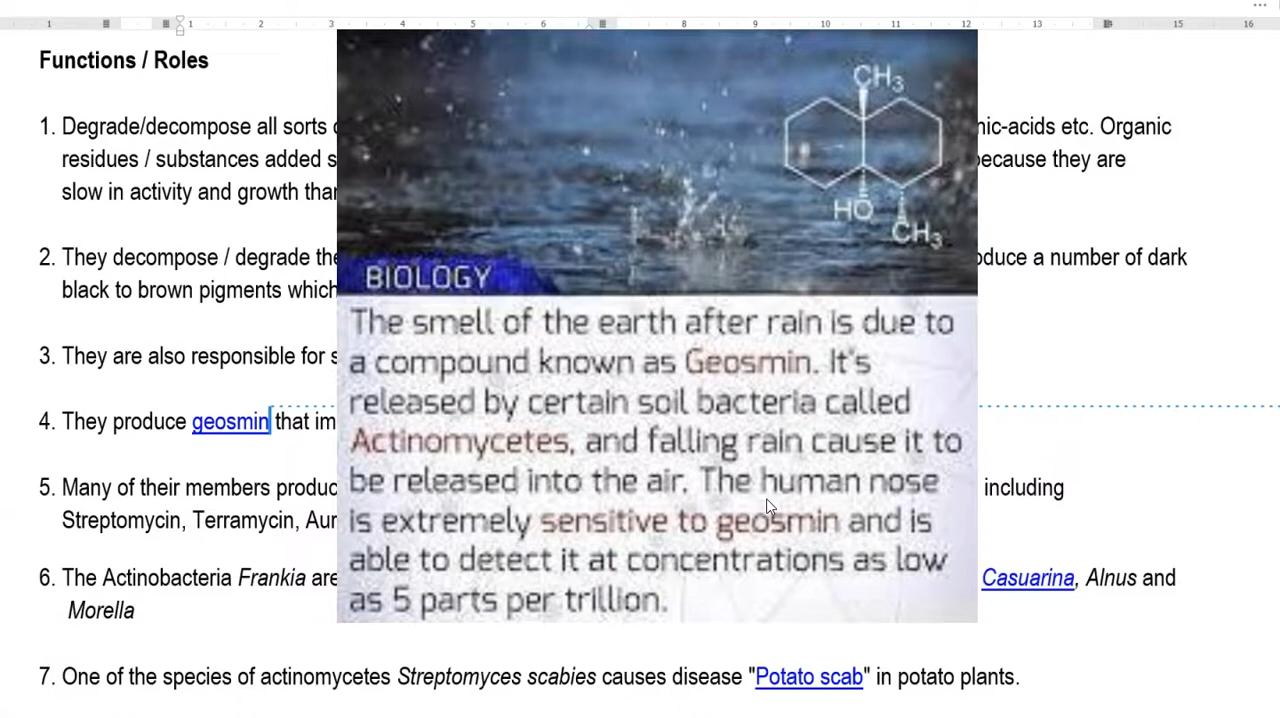 1 1 2 4 5 6 8 9 10 11 12 13 14 15 16
Functions / Roles
1. Degrade/decompose all sorts
nic-acids etc. Organic
residues / substances added
because they are
slow in activity and growth
2. They decompose / degrade
oduce a number of dark
black to brown pigments which
3. They are also responsible for
4. They produce geosmin that
5. Many of their members
including
Streptomycin, Terramycin,
6. The Actinobacteria Frankia are
Casuarina, Alnus and
Morella
7. One of the species of actinomycetes Streptomyces scabies causes disease "Potato scab" in potato plants.
CH3
HO
CH3
BIOLOGY
The smell of the earth after rain is due to
a compound known as Geosmin. It's
released by certain soil bacteria called
Actinomycetes, and falling rain cause it to
be released into the air. The human nose
is extremely sensitive to geosmin and is
able to detect it at concentrations as low
as 5 parts per trillion.